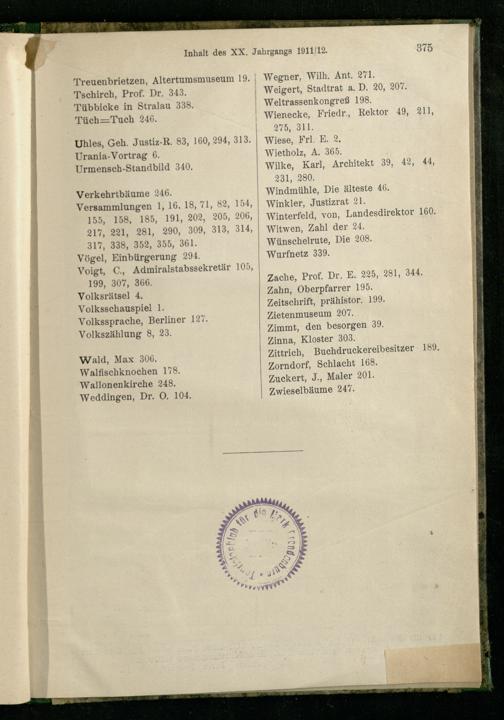 Inhalt des XX. Jahrgangs 1911/12. 375
Treuenbrietzen, Altertumsmuseum 19.
Tschirch, Prof. Dr. 343.
Tübbicke in Stralau 338.
Tüch=Tuch 246.
Uhles, Geh. Justiz-R. 83, 160, 294, 313.
Urania-Vortrag 6.
Urmensch-Standbild 340.
Verkehrtbäume 246.
Versammlungen 1, 16. 18, 71, 82, 154,
155, 158, 185, 191, 202, 205, 206,
217, 221, 281, 290, 309, 313, 314,
317, 338, 352, 355, 361.
Vögel, Einbürgerung 294.
Voigt, C., Admiralstabssekretär 105,
199, 307, 366.
Volksrätsel 4.
Volksschauspiel 1.
Volkssprache, Berliner 127.
Volkszählung 8, 23.
Wald, Max 306.
Walfischknochen 178.
Wallonenkirche 248.
Weddingen, Dr. O. 104.
Wegner, Wilh. Ant. 271.
Weigert, Stadtrat a. D. 20, 207.
Weltrassenkongreß 198.
Wienecke, Friedr., Rektor 49, 211,
275, 311.
Wiese, Frl. E. 2.
Wietholz, A. 365.
Wilke, Karl, Architekt 39, 42, 44,
231, 280.
Windmühle, Die älteste 46.
Winkler, Justizrat 21.
Winterfeld, von, Landesdirektor 160.
Witwen, Zahl der 24.
Wünschelrute, Die 208.
Wurfnetz 339.
Zache, Prof. Dr. E. 225, 281, 344.
Zahn, Oberpfarrer 195.
Zeitschrift, prähistor. 199.
Zietenmuseum 207.
Zimmt, den besorgen 39.
Zinna, Kloster 303.
Zittrich, Buchdruckereibesitzer 189.
Zorndorf, Schlacht 168.
Zuckert, J., Maler 201.
Zwieselbäume 247.
für die